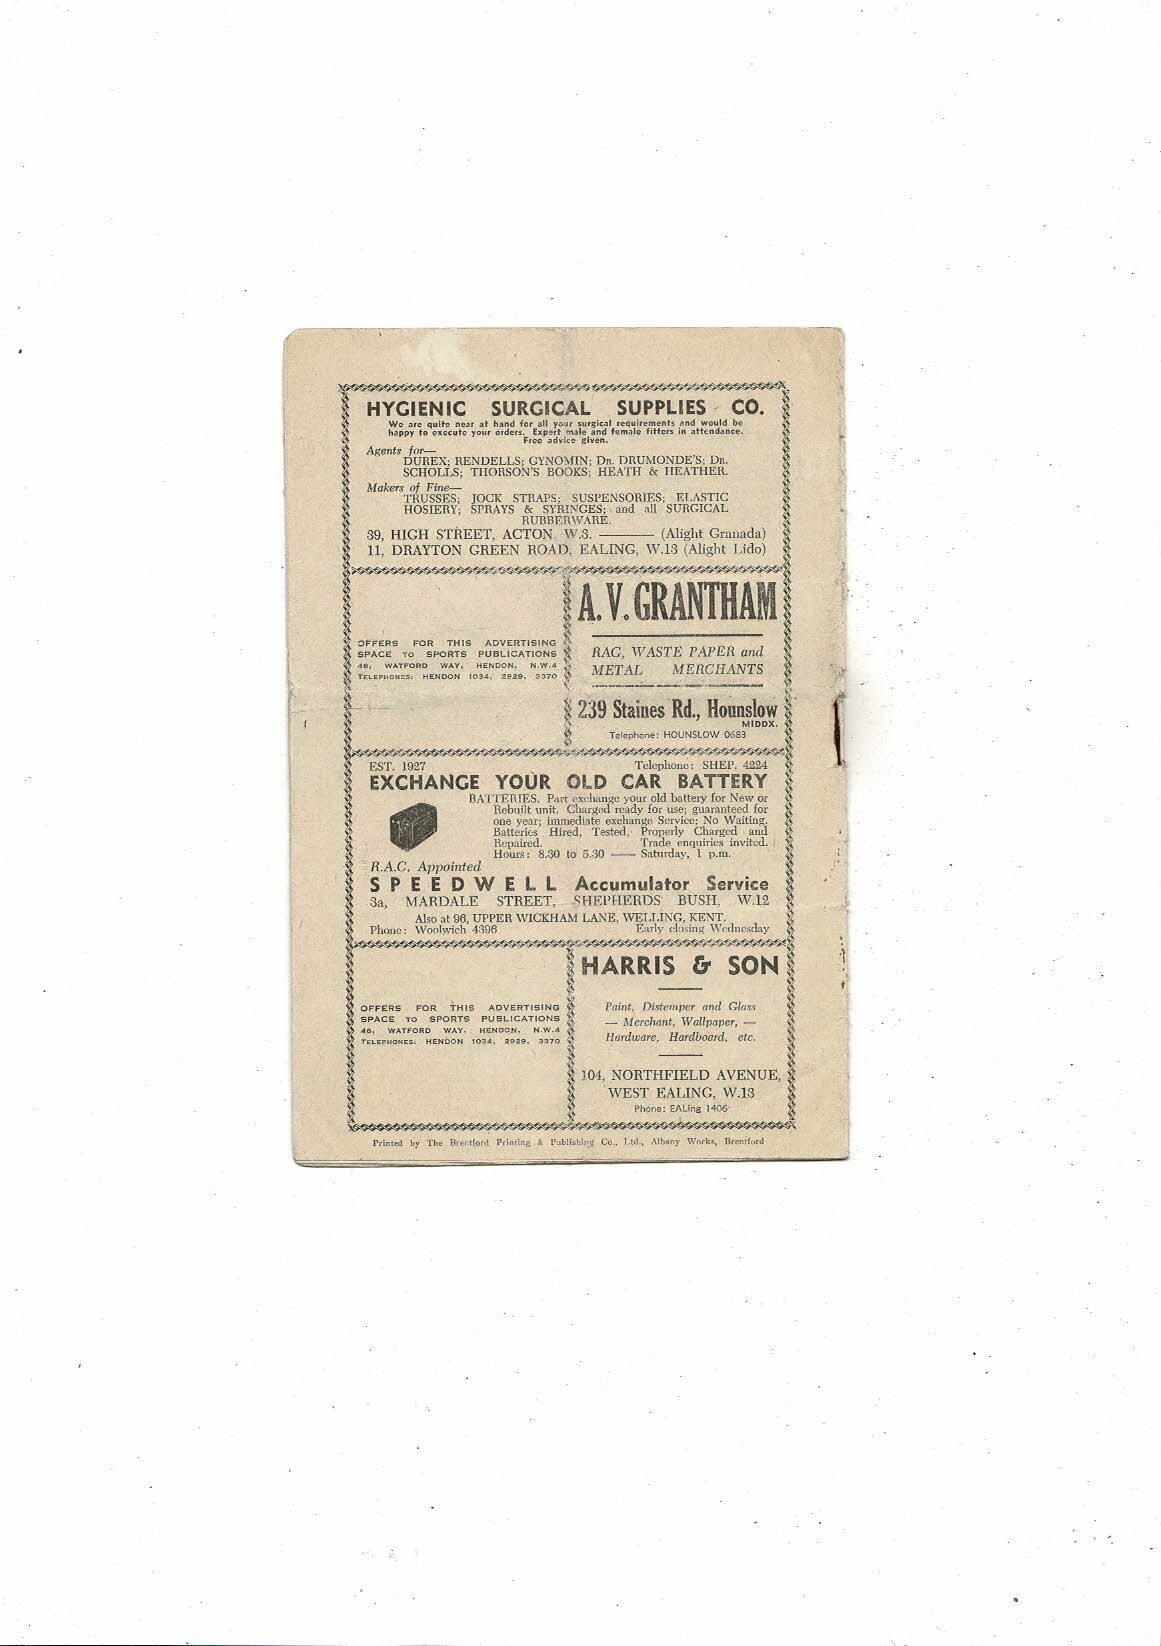 HYGIENIC SURGICAL SUPPLIES CO.
We are quite near at hand for all your surgical requirements and would be
happy to execute your orders. Expert male and female fitters in attendance.
Free advice given.
Agents for—
DUREX; RENDELLS; GYNOMIN; Dr. DRUMONDE'S; Dr.
SCHOLLS; THORSON'S BOOKS; HEATH & HEATHER.
Makers of Fine—
TRUSSES; JOCK STRAPS; SUSPENSORIES; ELASTIC
HOSIERY; SPRAYS & SYRINGES; and all SURGICAL
RUBBERWARE.
39, HIGH STREET, ACTON, W.3. ——— (Alight Granada)
11, DRAYTON GREEN ROAD, EALING, W.13 (Alight Lido)
OFFERS FOR THIS ADVERTISING
SPACE TO SPORTS PUBLICATIONS
46, WATFORD WAY, HENDON, N.W.4
TELEPHONES: HENDON 1034, 2929, 3370
A. V. GRANTHAM
RAG, WASTE PAPER and
METAL MERCHANTS
239 Staines Rd., Hounslow
MIDDX.
Telephone: HOUNSLOW 0683
EST. 1927 Telephone: SHEP. 4224
EXCHANGE YOUR OLD CAR BATTERY
BATTERIES. Part exchange your old battery for New or
Rebuilt unit. Charged ready for use; guaranteed for
one year; immediate exchange Service; No Waiting.
Batteries Hired, Tested, Properly Charged and
Repaired. Trade enquiries invited.
Hours: 8.30 to 5.30 —— Saturday, 1 p.m.
R.A.C. Appointed
SPEEDWELL Accumulator Service
3a, MARDALE STREET, SHEPHERDS BUSH, W.12
Also at 96, UPPER WICKHAM LANE, WELLING, KENT.
Phone: Woolwich 4396 Early closing Wednesday
OFFERS FOR THIS ADVERTISING
SPACE TO SPORTS PUBLICATIONS
46, WATFORD WAY, HENDON, N.W.4
TELEPHONES: HENDON 1034, 2929, 3370
HARRIS & SON
Paint, Distemper and Glass
— Merchant, Wallpaper, —
Hardware, Hardboard, etc.
104, NORTHFIELD AVENUE,
WEST EALING, W.13
Phone: EALing 1406
Printed by The Brentford Printing & Publishing Co., Ltd., Albany Works, Brentford